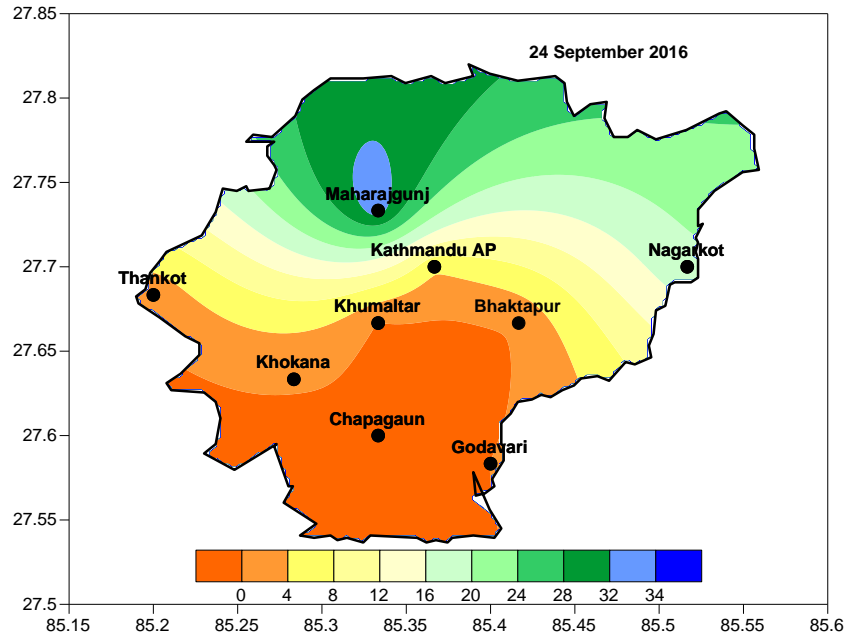 27.85
24 September 2016
27.8
27.75
Maharajgunj
27.7
Kathmandu AP
Nagarkot
Thankot
Khumaltar
Bhaktapur
27.65
Khokana
27.6
Chapagaun
Godavari
27.55
0 4 8 12 16 20 24 28 32 34
27.5
85.15 85.2 85.25 85.3 85.35 85.4 85.45 85.5 85.55 85.6